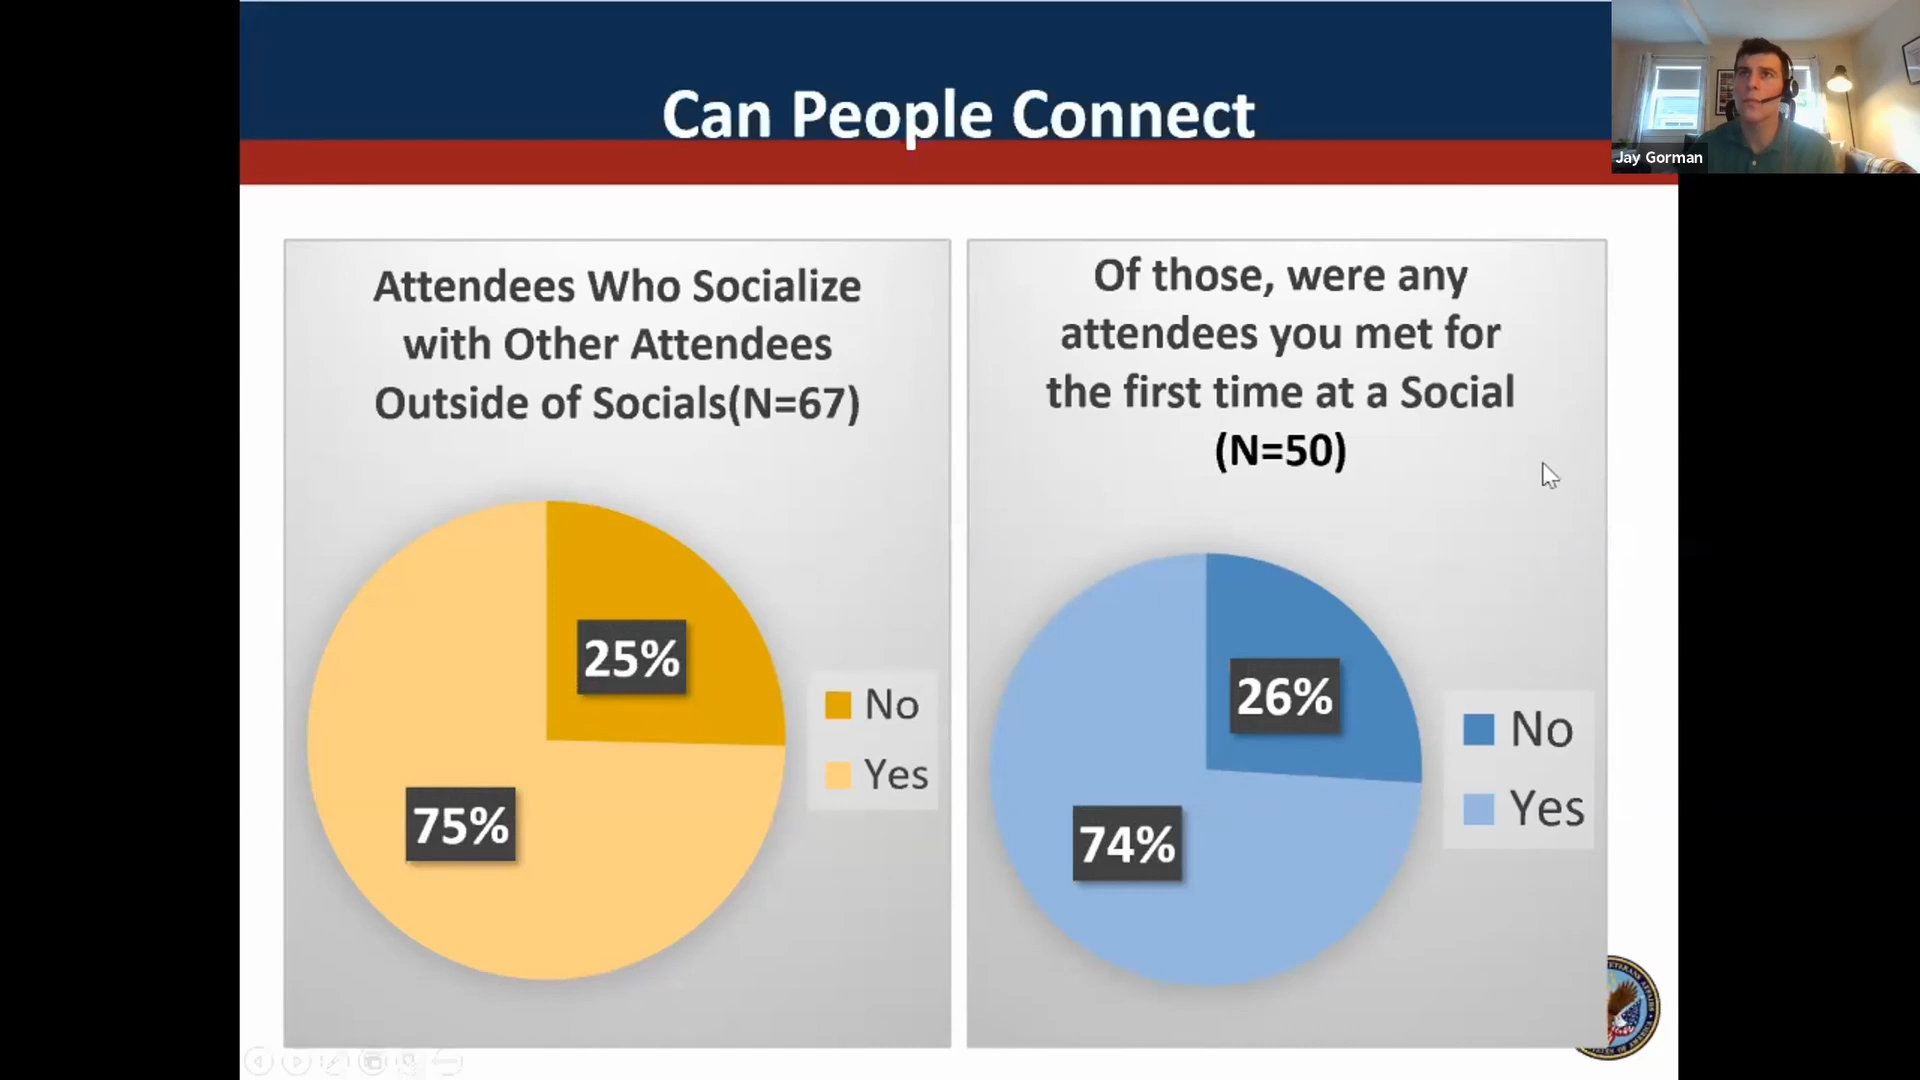 Can People Connect
Jay Gorman
Attendees Who Socialize
with Other Attendees
Outside of Socials(N=67)
25%
75%
No
Yes
Of those, were any
attendees you met for
the first time at a Social
(N=50)
26%
74%
No
Yes